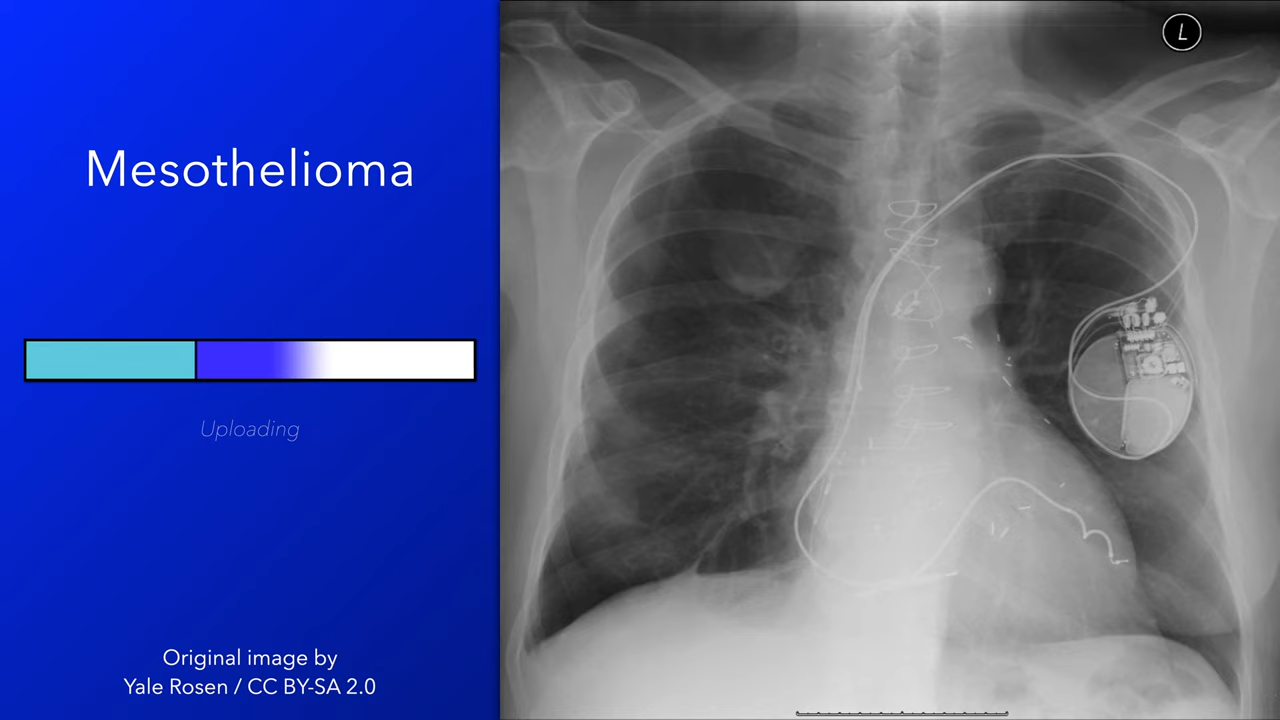 Mesothelioma
Uploading
Original image by
Yale Rosen / CC BY-SA 2.0
L